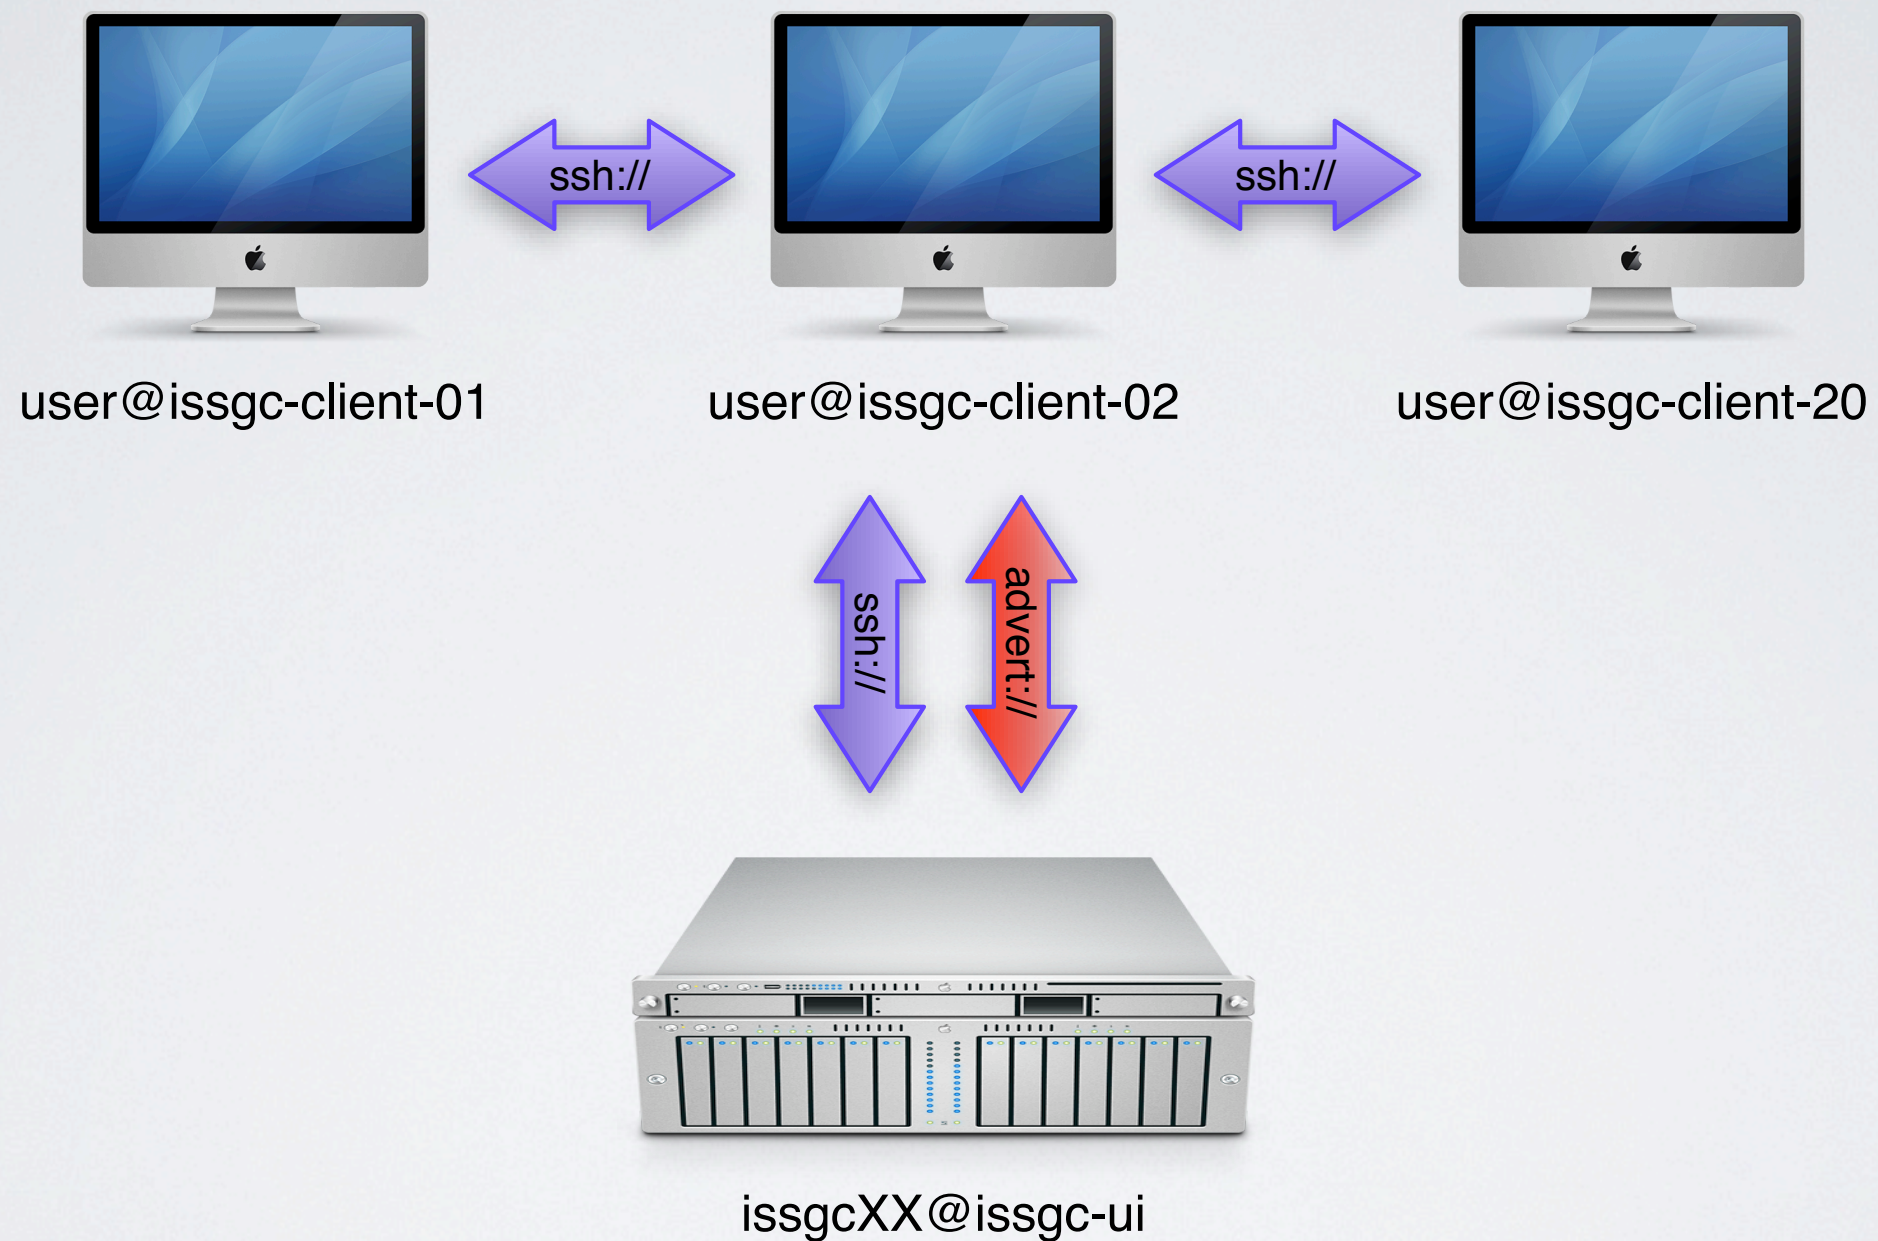 ssh://
ssh://
user@issgc-client-01
user@issgc-client-02
user@issgc-client-20
ssh://
advert://
issgcXX@issgc-ui